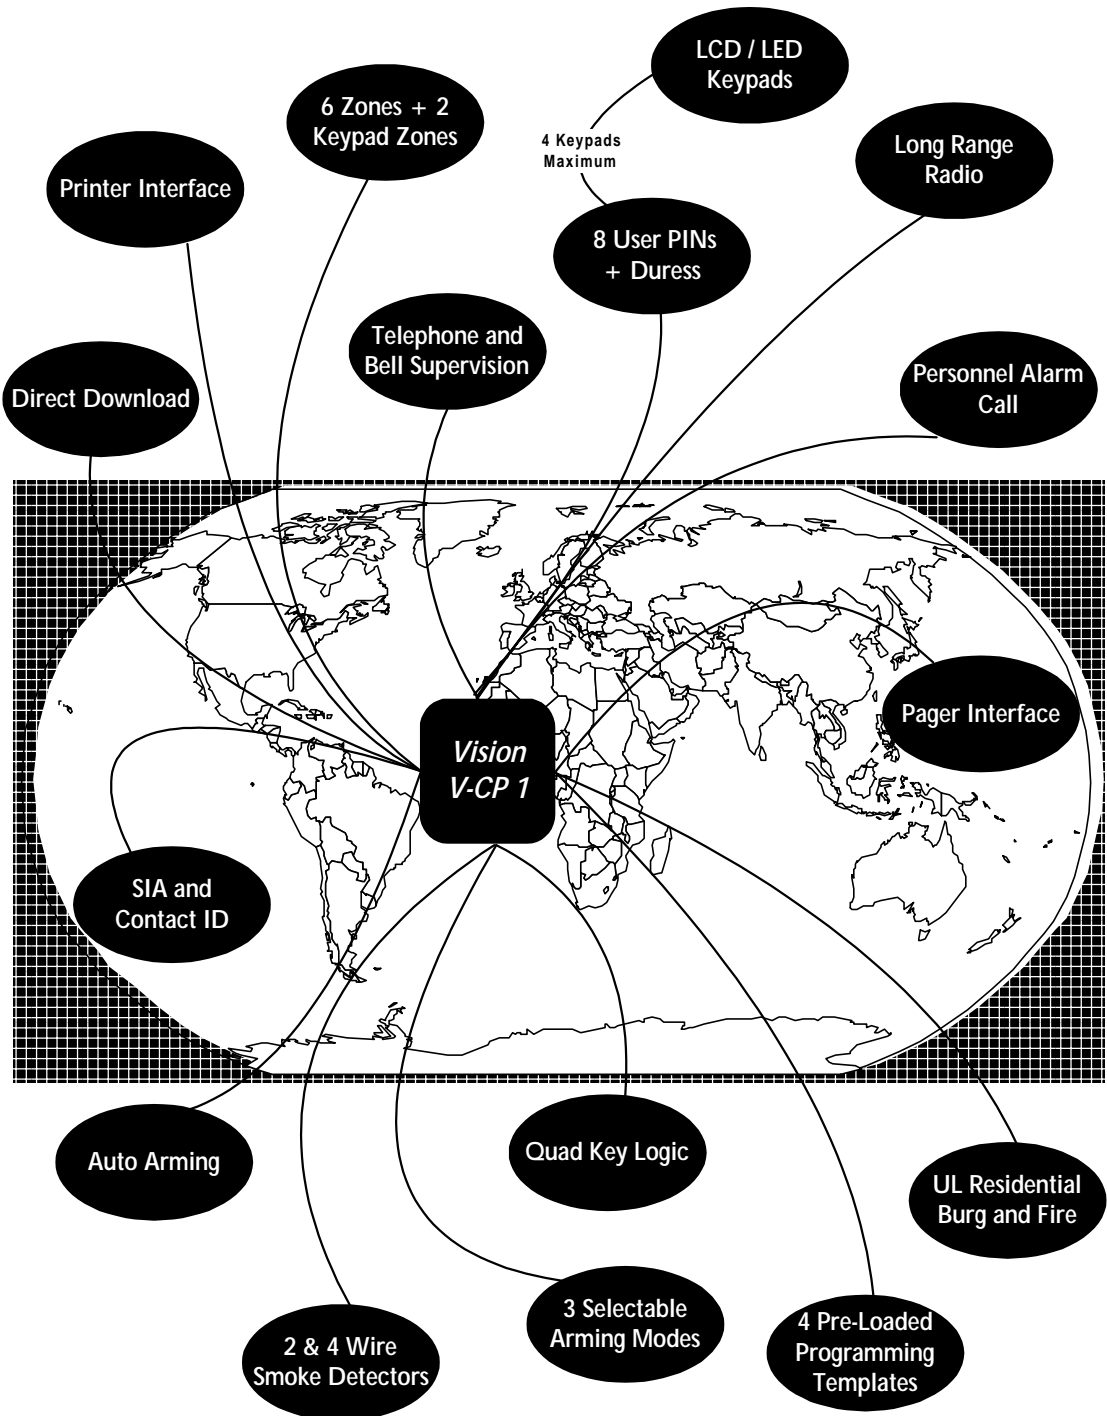 LCD / LED
Keypads
6 Zones + 2
Keypad Zones
4 Keypads
Maximum
Long Range
Radio
Printer Interface
8 User PINs
+ Duress
Telephone and
Bell Supervision
Personnel Alarm
Call
Direct Download
Pager Interface
Vision
V-CP 1
SIA and
Contact ID
Auto Arming
Quad Key Logic
UL Residential
Burg and Fire
3 Selectable
Arming Modes
4 Pre-Loaded
Programming
Templates
2 & 4 Wire
Smoke Detectors